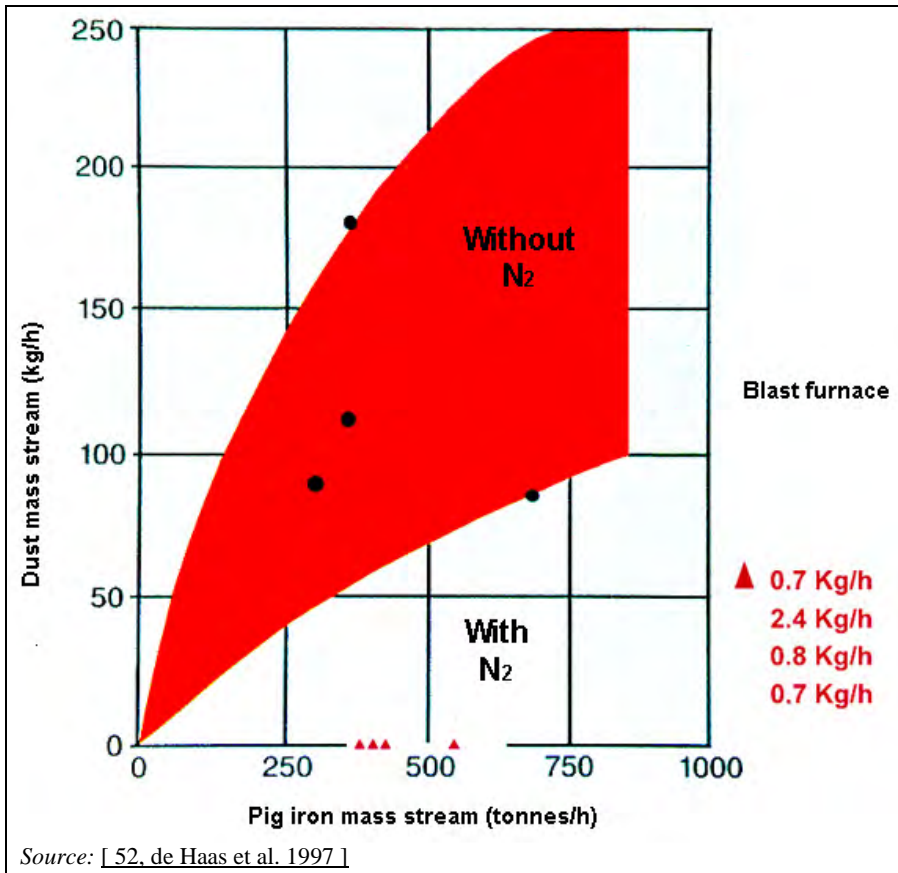 250
200
150
100
50
0
Dust mass stream (kg/h)
Without
N2
With
N2
Blast furnace
0.7 Kg/h
2.4 Kg/h
0.8 Kg/h
0.7 Kg/h
0 250 500 750 1000
Pig iron mass stream (tonnes/h)
Source: [ 52, de Haas et al. 1997 ]